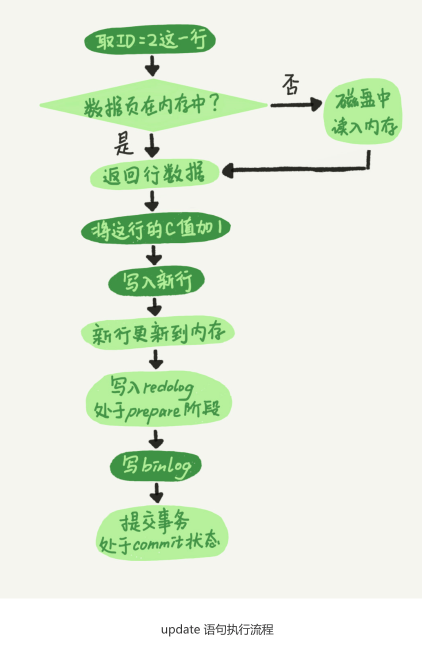 取ID=2这一行
数据页在内存中？
否
磁盘中
读入内存
是
返回行数据
将这行的C值加1
写入新行
新行更新到内存
写入redolog
处于prepare阶段
写binlog
提交事务
处于commit状态
update 语句执行流程